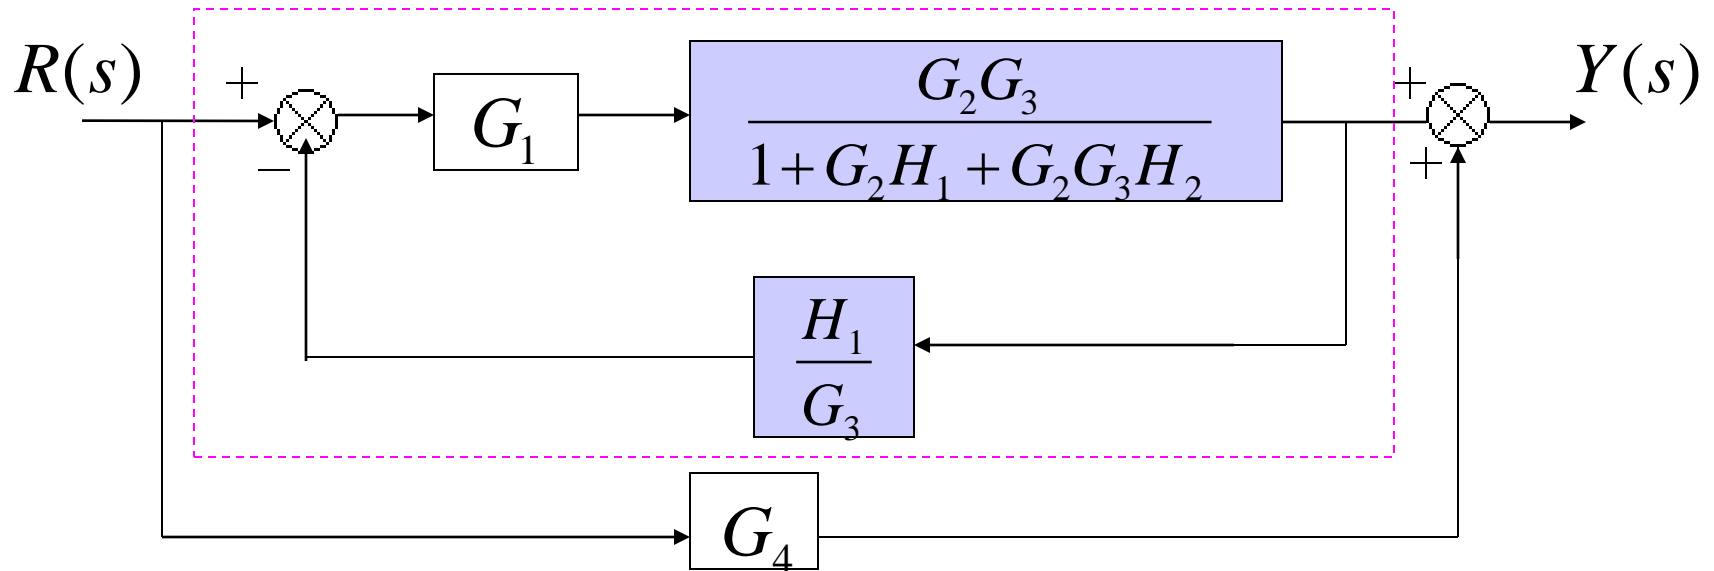 R(s)
+
−
G₁
G₂G₃
1+G₂H₁+G₂G₃H₂
+
+
Y(s)
H₁
G₃
G₄